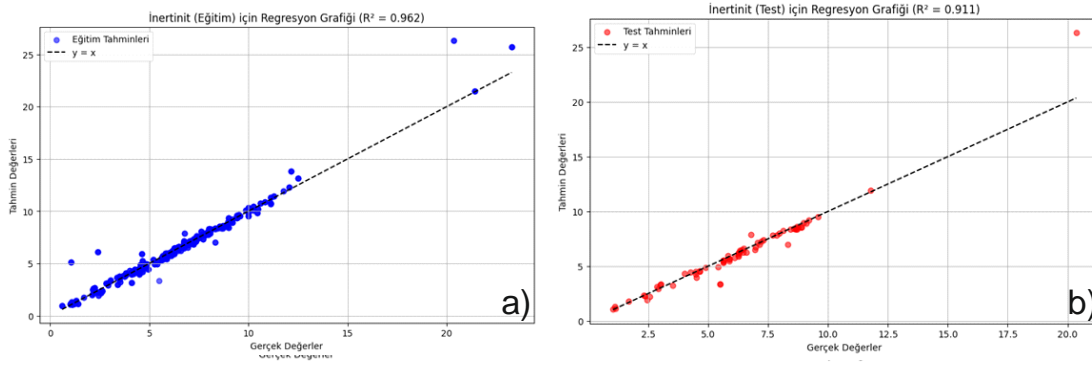 İnertinit (Eğitim) için Regresyon Grafiği (R² = 0.962)
Eğitim Tahminleri
y = x
25
20
15
10
5
0
Tahmin Değerleri
0 5 10 15 20
Gerçek Değerler
Gerçek Değerler
a)
İnertinit (Test) için Regresyon Grafiği (R² = 0.911)
Test Tahminleri
y = x
25
20
15
10
5
0
Tahmin Değerleri
2.5 5.0 7.5 10.0 12.5 15.0 17.5 20.0
Gerçek Değerler
b)